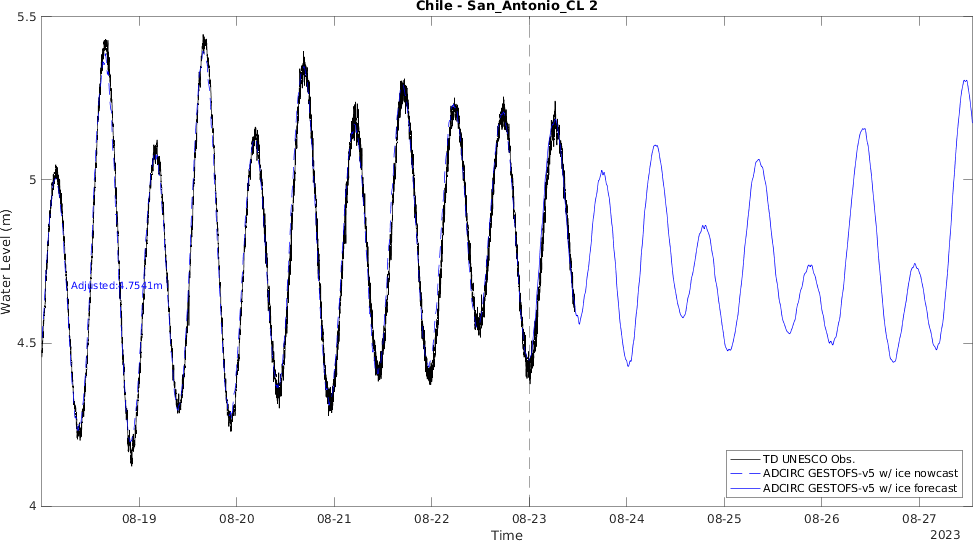 Chile - San_Antonio_CL 2
5.5
5
4.5
4
Water Level (m)
Adjusted:4.7541m
TD UNESCO Obs.
ADCIRC GESTOFS-v5 w/ ice nowcast
ADCIRC GESTOFS-v5 w/ ice forecast
08-19 08-20 08-21 08-22 08-23 08-24 08-25 08-26 08-27
Time
2023